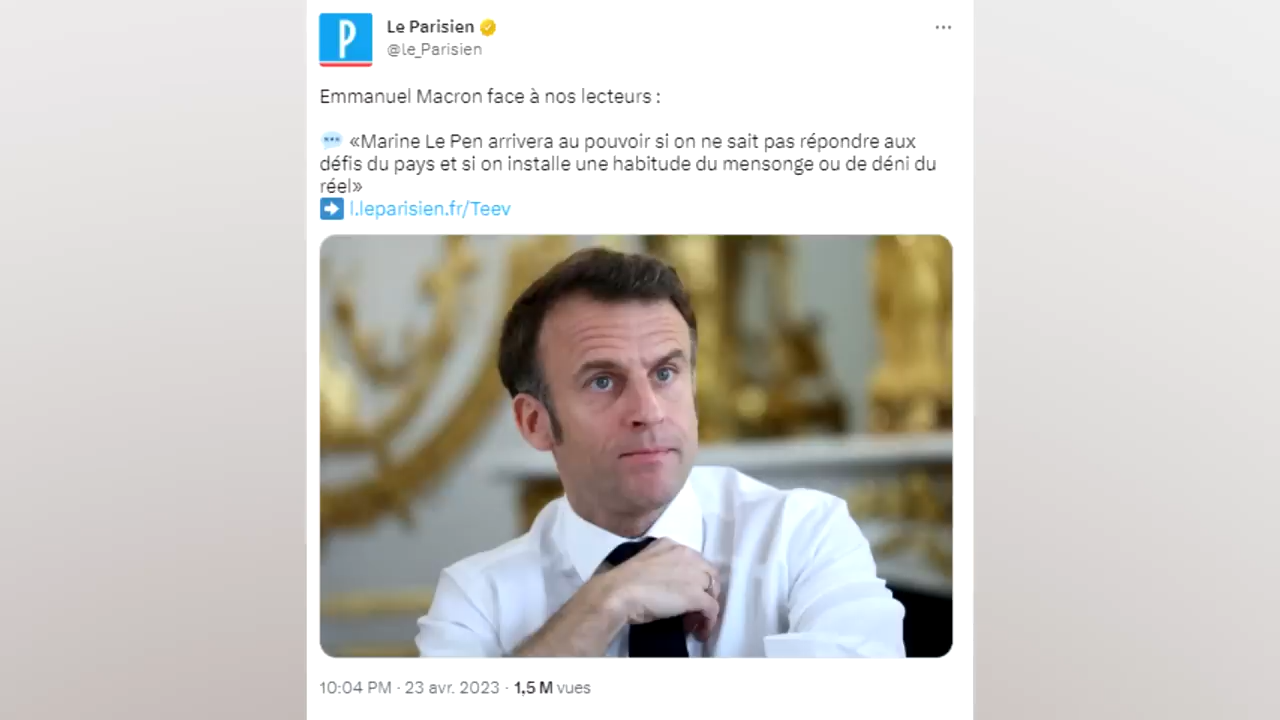 Le Parisien
@le_Parisien
Emmanuel Macron face à nos lecteurs :
«Marine Le Pen arrivera au pouvoir si on ne sait pas répondre aux
défis du pays et si on installe une habitude du mensonge ou de déni du
réel»
l.leparisien.fr/Teev
10:04 PM · 23 avr. 2023 · 1,5 M vues